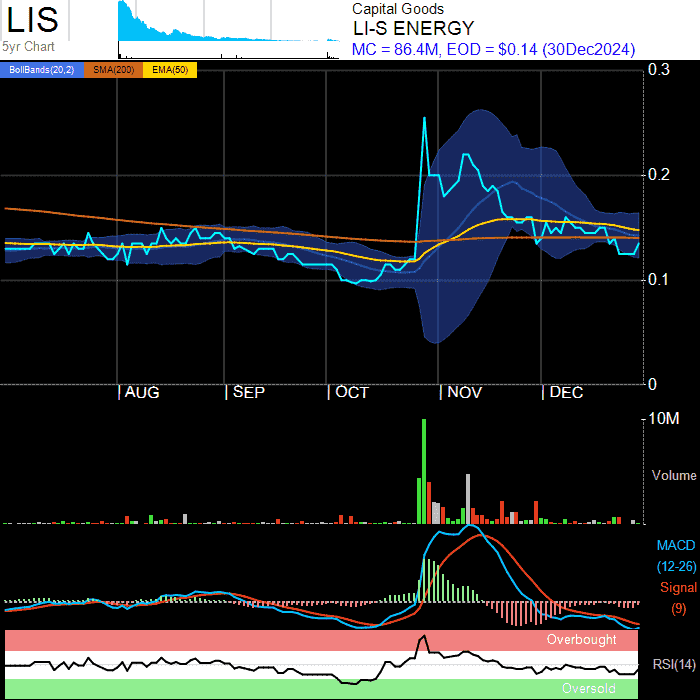 LIS
5yr Chart
Capital Goods
LI-S ENERGY
MC = 86.4M, EOD = $0.14 (30Dec2024)
BollBands(20,2) SMA(200) EMA(50)
0.3
0.2
0.1
0
AUG SEP OCT NOV DEC
10M
Volume
MACD
(12-26)
Signal
(9)
Overbought
RSI(14)
Oversold